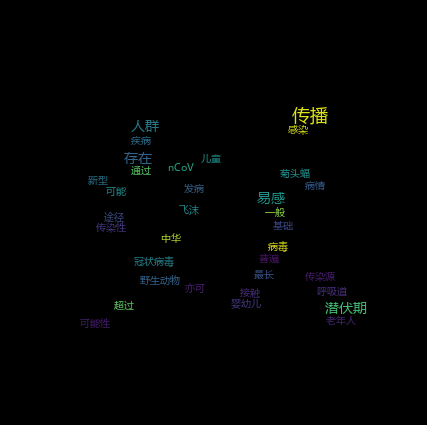 传播
人群
感染
疾病
存在
儿童
通过
nCoV
菊头蝠
新型
发病
病情
可能
易感
飞沫
一般
途径
基础
传染性
中华
病毒
普遍
冠状病毒
最长
传染源
野生动物
亦可
接触
呼吸道
婴幼儿
超过
潜伏期
可能性
老年人